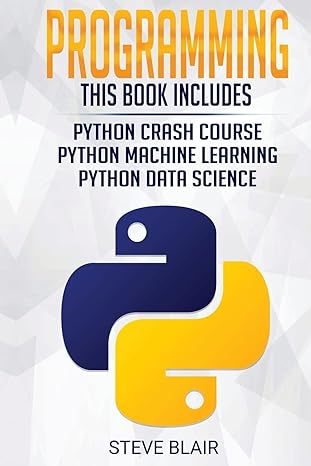 PROGRAMMING
THIS BOOK INCLUDES
PYTHON CRASH COURSE
PYTHON MACHINE LEARNING
PYTHON DATA SCIENCE
STEVE BLAIR